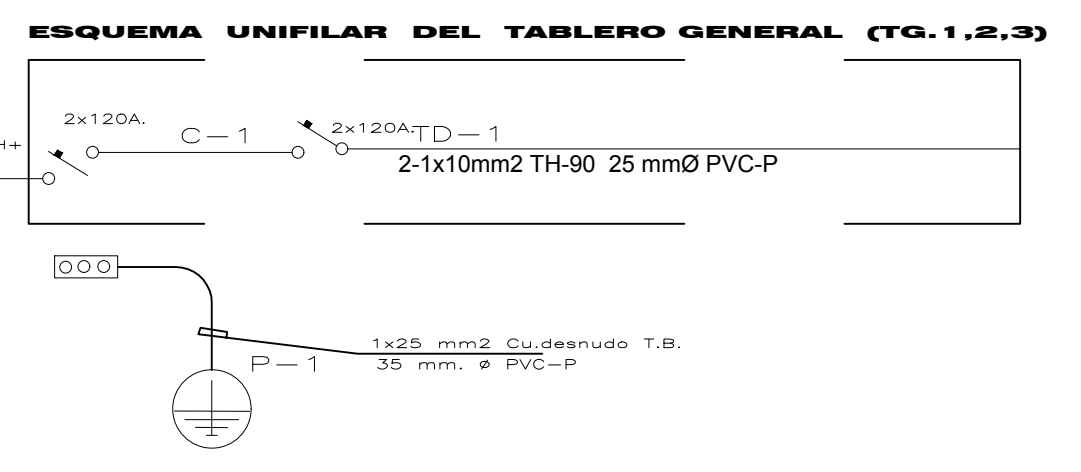 ESQUEMA UNIFILAR DEL TABLERO GENERAL (TG.1,2,3)
2x120A.
C-1
2x120A.
TD-1
H+
2-1x10mm2 TH-90 25 mmØ PVC-P
1x25 mm2 Cu.desnudo T.B.
P-1
35 mm. ø PVC-P